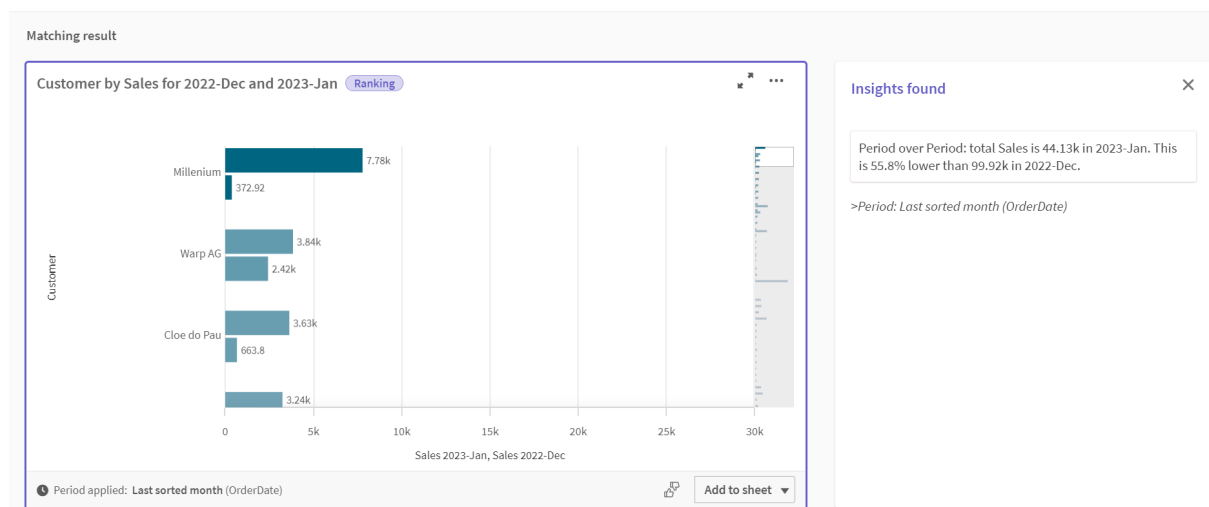 Matching result
Customer by Sales for 2022-Dec and 2023-Jan Ranking
Millenium
7.78k
372.92
Warp AG
3.84k
2.42k
Cloe do Pau
3.63k
663.8
3.24k
Customer
0 5k 10k 15k 20k 25k 30k
Sales 2023-Jan, Sales 2022-Dec
Period applied: Last sorted month (OrderDate)
Add to sheet
Insights found
Period over Period: total Sales is 44.13k in 2023-Jan. This
is 55.8% lower than 99.92k in 2022-Dec.
>Period: Last sorted month (OrderDate)